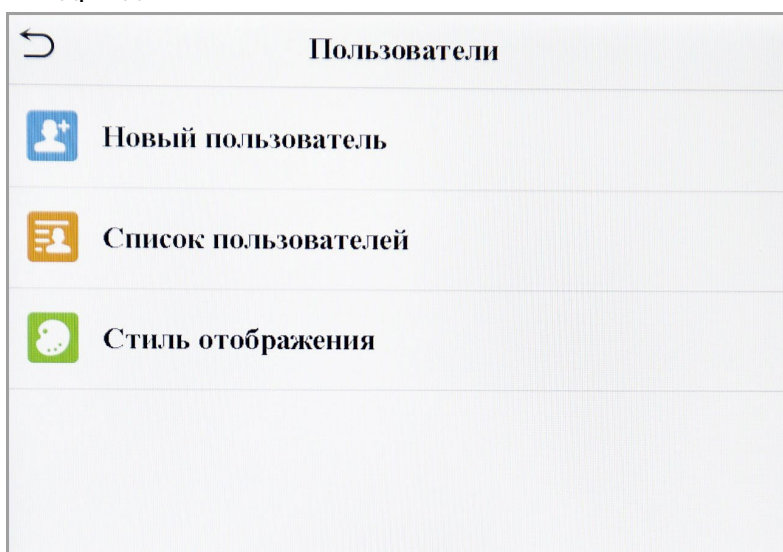 Пользователи
Новый пользователь
Список пользователей
Стиль отображения